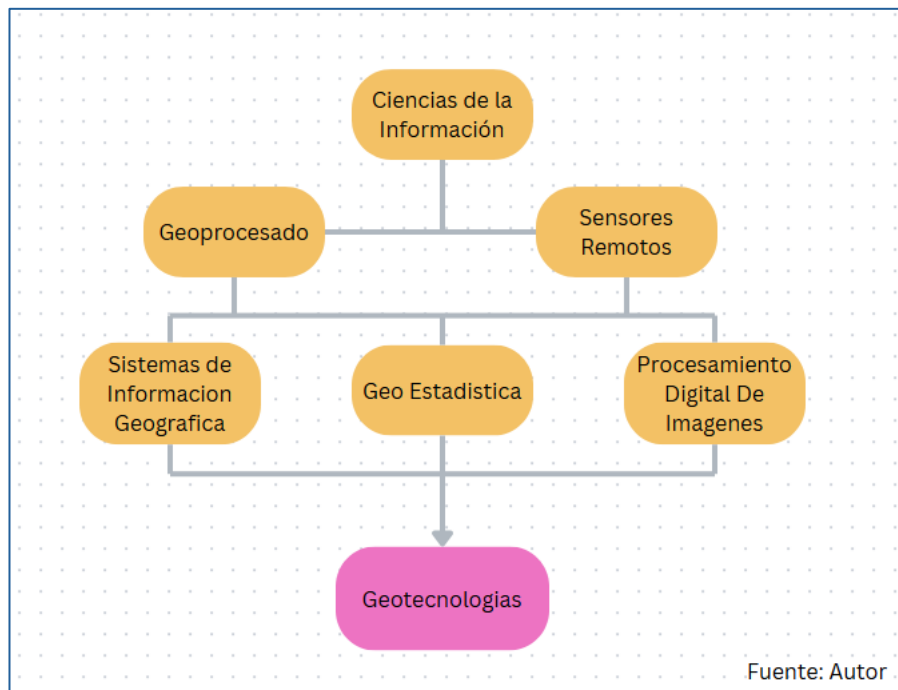 Ciencias de la
Información
Geoprocesado
Sensores
Remotos
Sistemas de
Informacion
Geografica
Geo Estadistica
Procesamiento
Digital De
Imagenes
Geotecnologias
Fuente: Autor